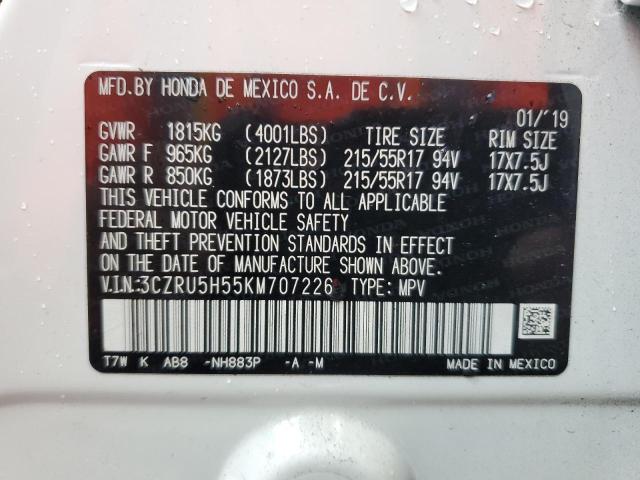 MFD.BY HONDA DE MEXICO S.A. DE C.V.
01/'19
GVWR 1815KG (4001LBS) TIRE SIZE RIM SIZE
GAWR F 965KG (2127LBS) 215/55R17 94V 17X7.5J
GAWR R 850KG (1873LBS) 215/55R17 94V 17X7.5J
THIS VEHICLE CONFORMS TO ALL APPLICABLE
FEDERAL MOTOR VEHICLE SAFETY
AND THEFT PREVENTION STANDARDS IN EFFECT
ON THE DATE OF MANUFACTURE SHOWN ABOVE.
V.I.N.:3CZRU5H55KM707226 TYPE: MPV
T7W K AB8 -NH883P -A -M
MADE IN MEXICO